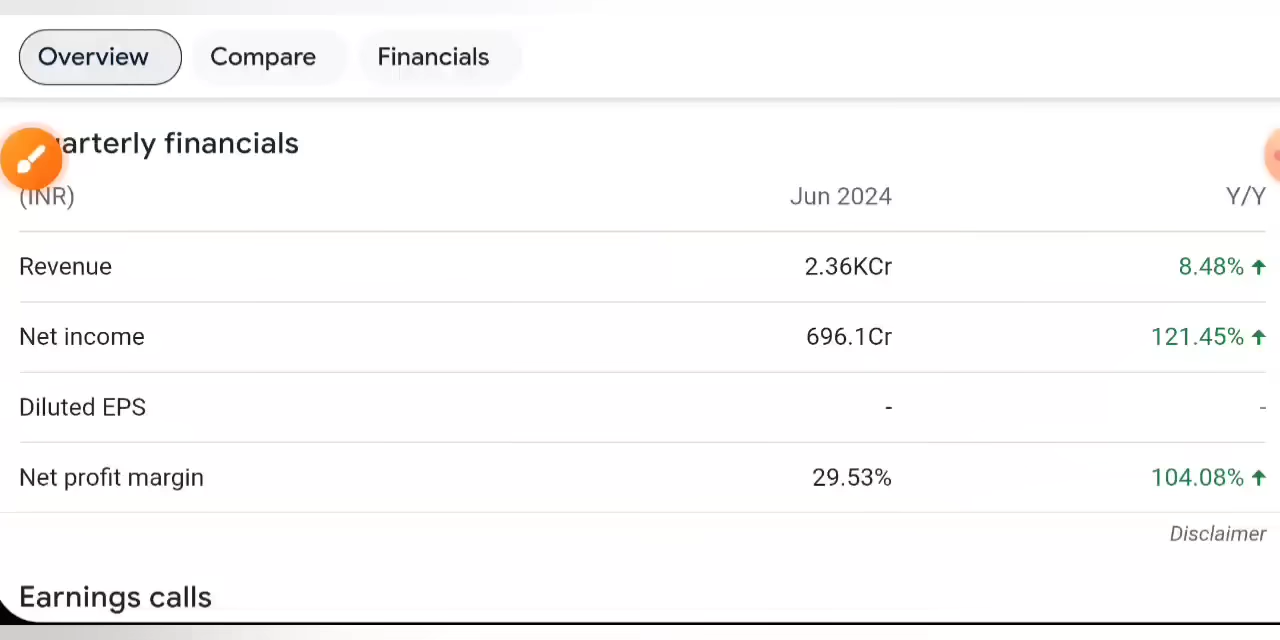 Overview Compare Financials
arterly financials
(INR) Jun 2024 Y/Y
Revenue 2.36KCr 8.48%
Net income 696.1Cr 121.45%
Diluted EPS - -
Net profit margin 29.53% 104.08%
Disclaimer
Earnings calls